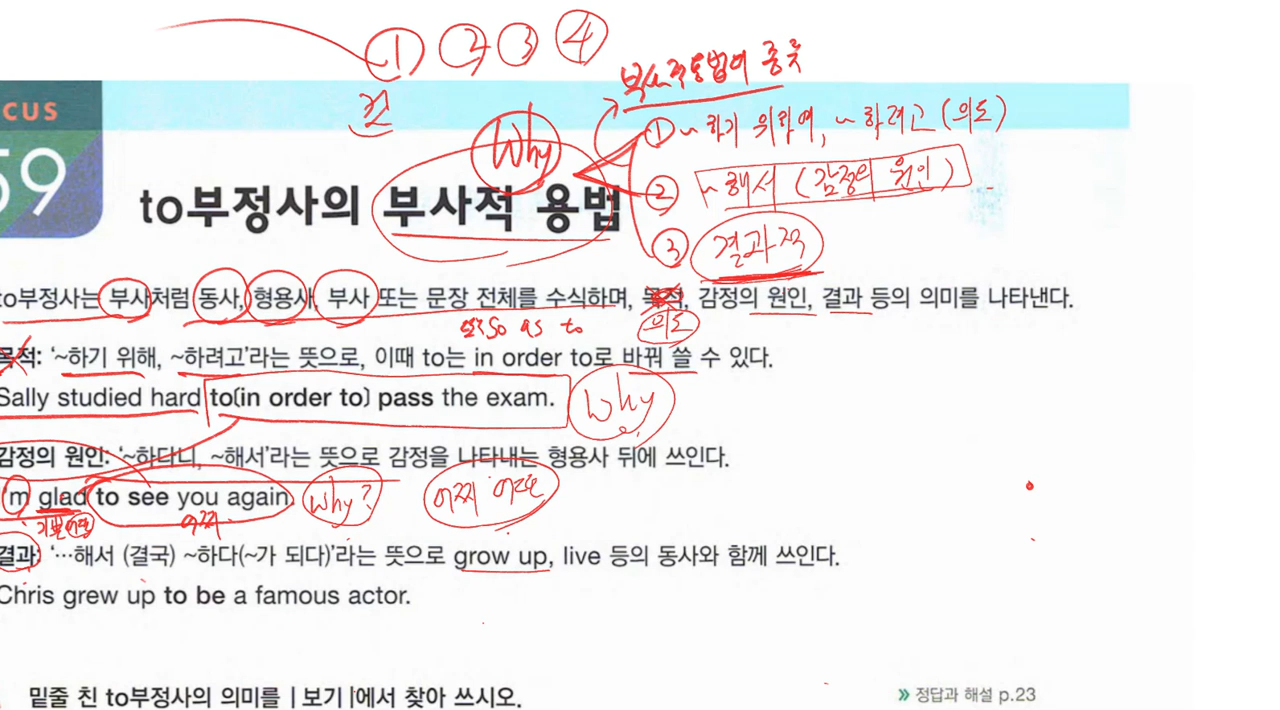 ① ② ③ ④
Why
부사적용법의 종류
① ~하기 위하여, ~하려고 (의도)
② ~해서 (감정의 원인)
③ 결과적
CUS
59
to부정사의 부사적 용법
to부정사는 부사처럼 동사, 형용사, 부사 또는 문장 전체를 수식하며, 목적, 감정의 원인, 결과 등의 의미를 나타낸다.
so as to
의도
목적: '~하기 위해, ~하려고'라는 뜻으로, 이때 to는 in order to로 바꿔 쓸 수 있다.
Sally studied hard to(in order to) pass the exam.
Why
감정의 원인: '~하다니, ~해서'라는 뜻으로 감정을 나타내는 형용사 뒤에 쓰인다.
I'm glad to see you again.
Why?
어찌
결과: '…해서 (결국) ~하다(~가 되다)'라는 뜻으로 grow up, live 등의 동사와 함께 쓰인다.
Chris grew up to be a famous actor.
밑줄 친 to부정사의 의미를 |보기|에서 찾아 쓰시오.
» 정답과 해설 p.23